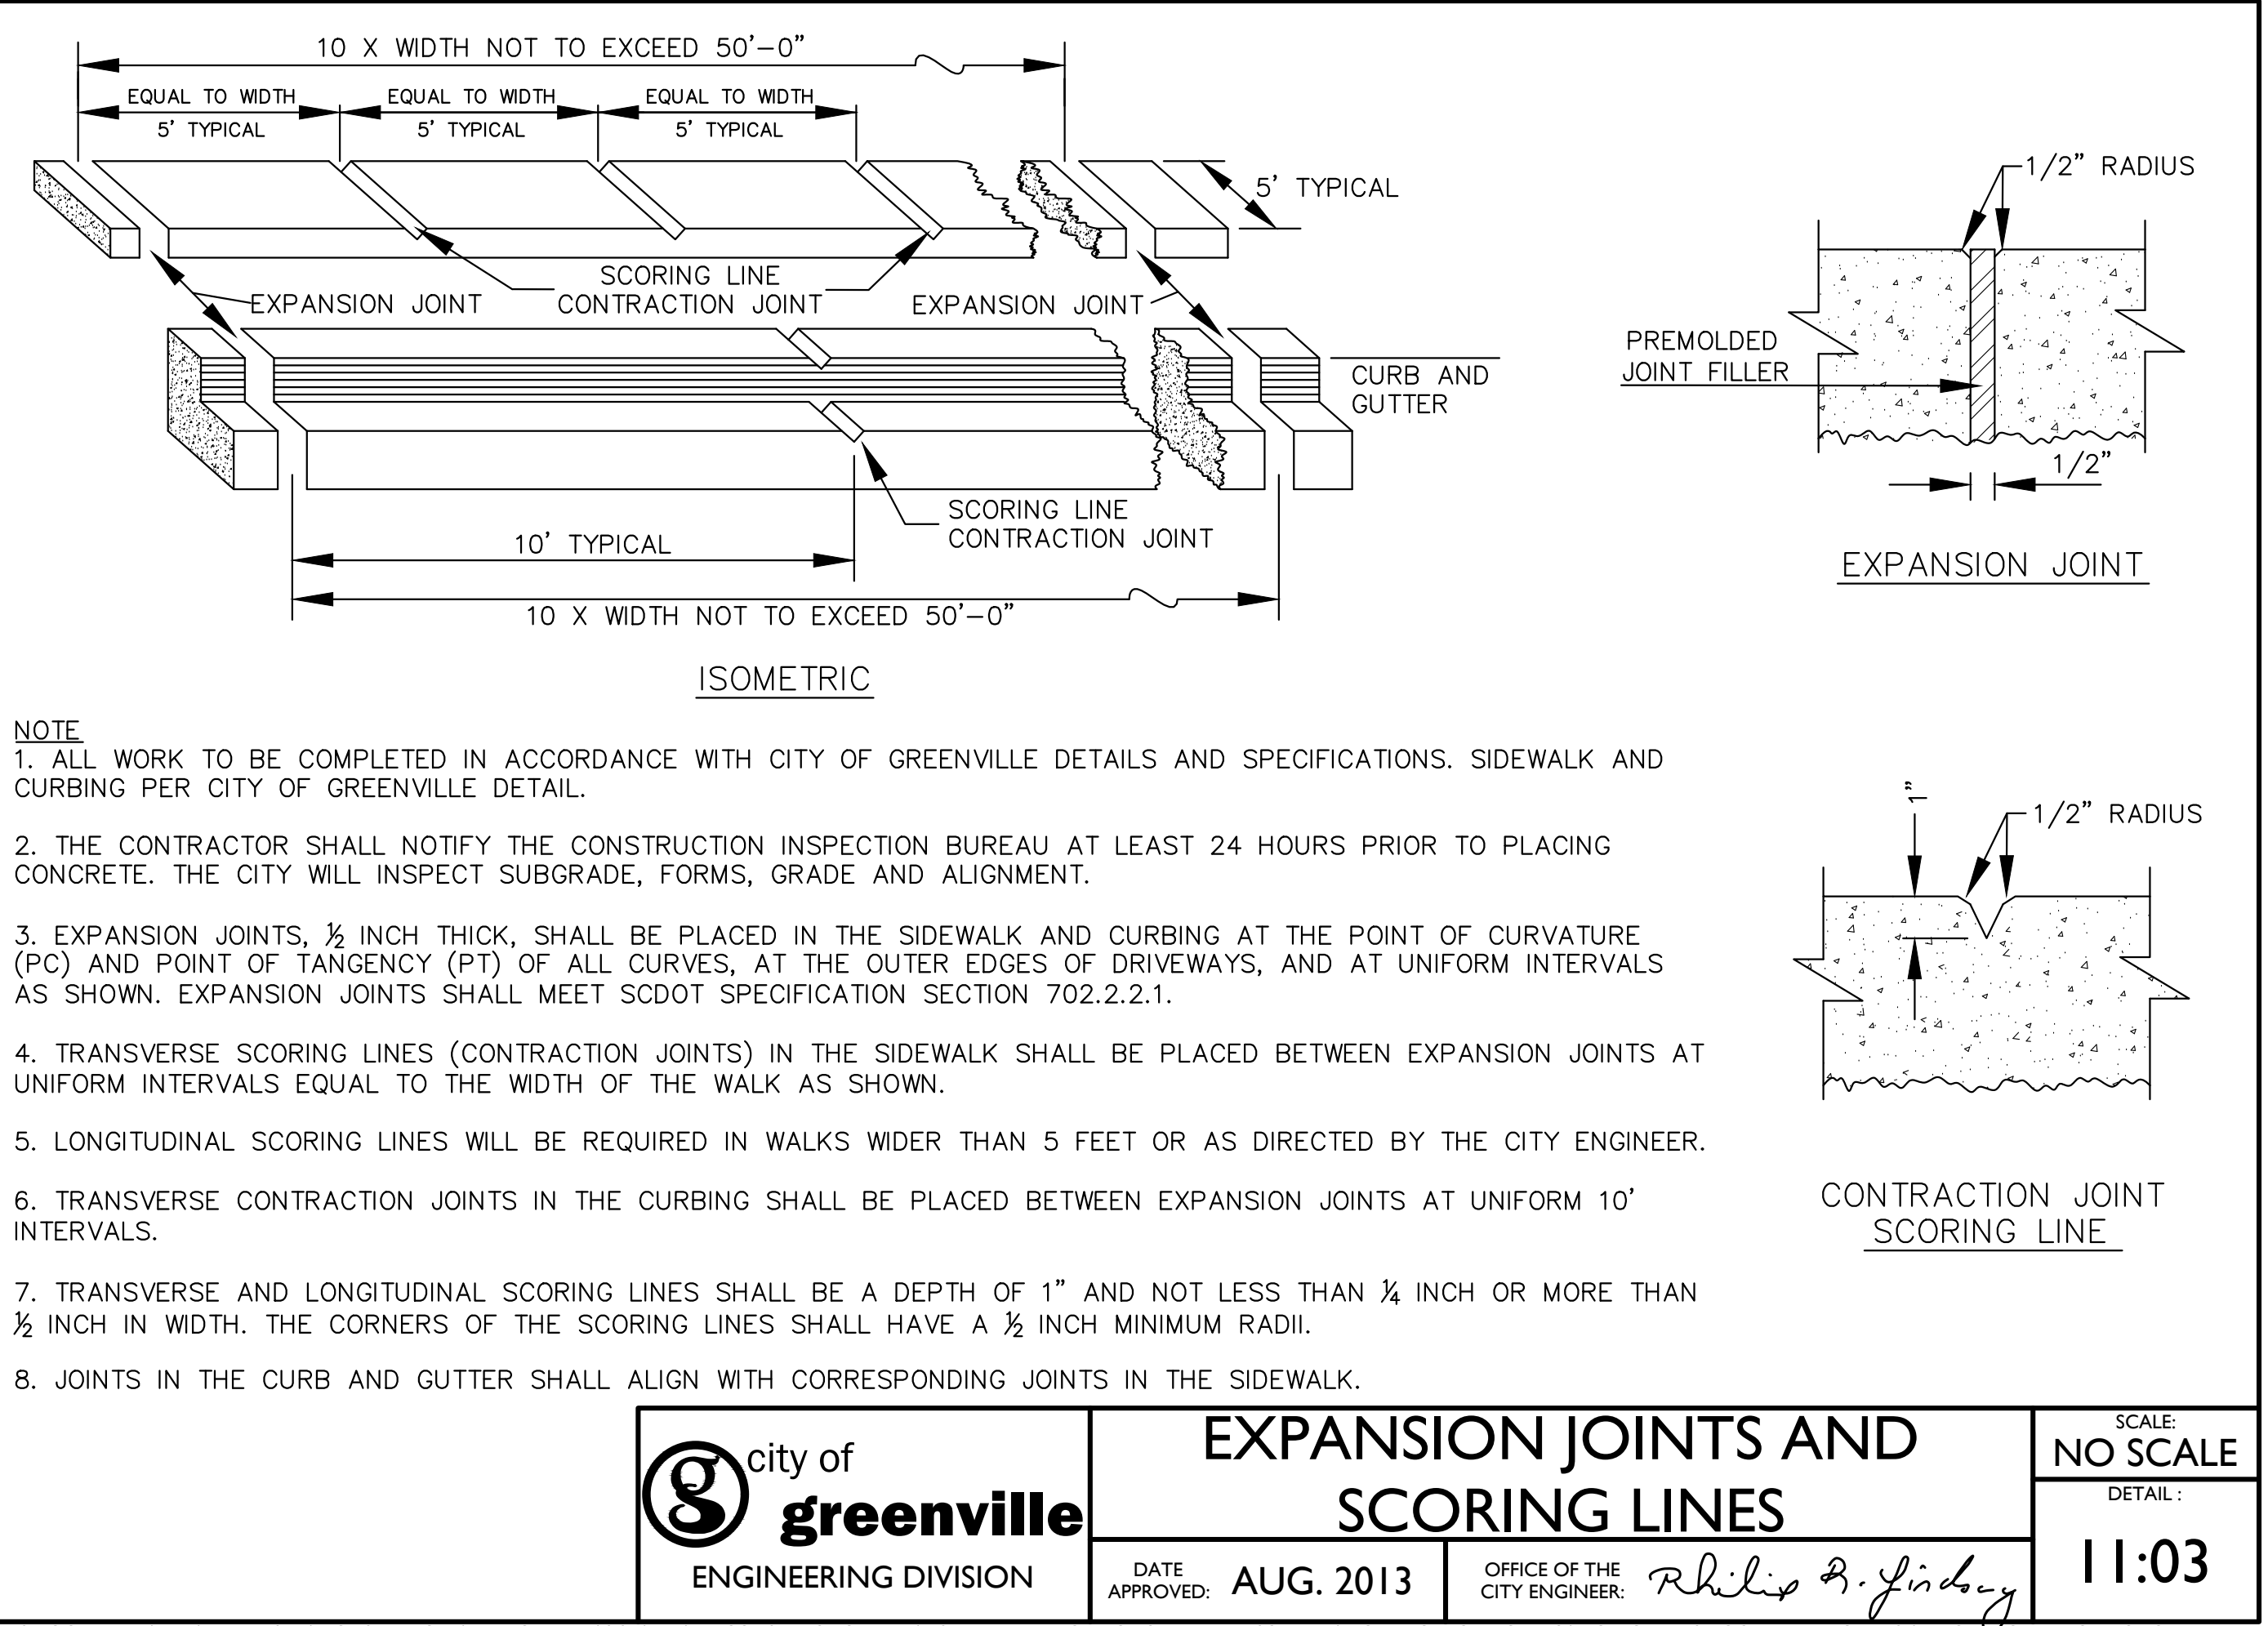 10 X WIDTH NOT TO EXCEED 50'-0"
EQUAL TO WIDTH
5' TYPICAL
EQUAL TO WIDTH
5' TYPICAL
EQUAL TO WIDTH
5' TYPICAL
5' TYPICAL
SCORING LINE
CONTRACTION JOINT
EXPANSION JOINT
EXPANSION JOINT
CURB AND
GUTTER
SCORING LINE
CONTRACTION JOINT
10' TYPICAL
10 X WIDTH NOT TO EXCEED 50'-0"
ISOMETRIC
1/2" RADIUS
PREMOLDED
JOINT FILLER
1/2"
EXPANSION JOINT
NOTE
1. ALL WORK TO BE COMPLETED IN ACCORDANCE WITH CITY OF GREENVILLE DETAILS AND SPECIFICATIONS. SIDEWALK AND
CURBING PER CITY OF GREENVILLE DETAIL.
2. THE CONTRACTOR SHALL NOTIFY THE CONSTRUCTION INSPECTION BUREAU AT LEAST 24 HOURS PRIOR TO PLACING
CONCRETE. THE CITY WILL INSPECT SUBGRADE, FORMS, GRADE AND ALIGNMENT.
3. EXPANSION JOINTS, ½ INCH THICK, SHALL BE PLACED IN THE SIDEWALK AND CURBING AT THE POINT OF CURVATURE
(PC) AND POINT OF TANGENCY (PT) OF ALL CURVES, AT THE OUTER EDGES OF DRIVEWAYS, AND AT UNIFORM INTERVALS
AS SHOWN. EXPANSION JOINTS SHALL MEET SCDOT SPECIFICATION SECTION 702.2.2.1.
4. TRANSVERSE SCORING LINES (CONTRACTION JOINTS) IN THE SIDEWALK SHALL BE PLACED BETWEEN EXPANSION JOINTS AT
UNIFORM INTERVALS EQUAL TO THE WIDTH OF THE WALK AS SHOWN.
5. LONGITUDINAL SCORING LINES WILL BE REQUIRED IN WALKS WIDER THAN 5 FEET OR AS DIRECTED BY THE CITY ENGINEER.
6. TRANSVERSE CONTRACTION JOINTS IN THE CURBING SHALL BE PLACED BETWEEN EXPANSION JOINTS AT UNIFORM 10'
INTERVALS.
7. TRANSVERSE AND LONGITUDINAL SCORING LINES SHALL BE A DEPTH OF 1" AND NOT LESS THAN ¼ INCH OR MORE THAN
½ INCH IN WIDTH. THE CORNERS OF THE SCORING LINES SHALL HAVE A ½ INCH MINIMUM RADII.
8. JOINTS IN THE CURB AND GUTTER SHALL ALIGN WITH CORRESPONDING JOINTS IN THE SIDEWALK.
1"
1/2" RADIUS
CONTRACTION JOINT
SCORING LINE
g
city of
greenville
ENGINEERING DIVISION
EXPANSION JOINTS AND
SCORING LINES
DATE
APPROVED: AUG. 2013
OFFICE OF THE
CITY ENGINEER: Philip R. Lindsay
SCALE:
NO SCALE
DETAIL :
11:03